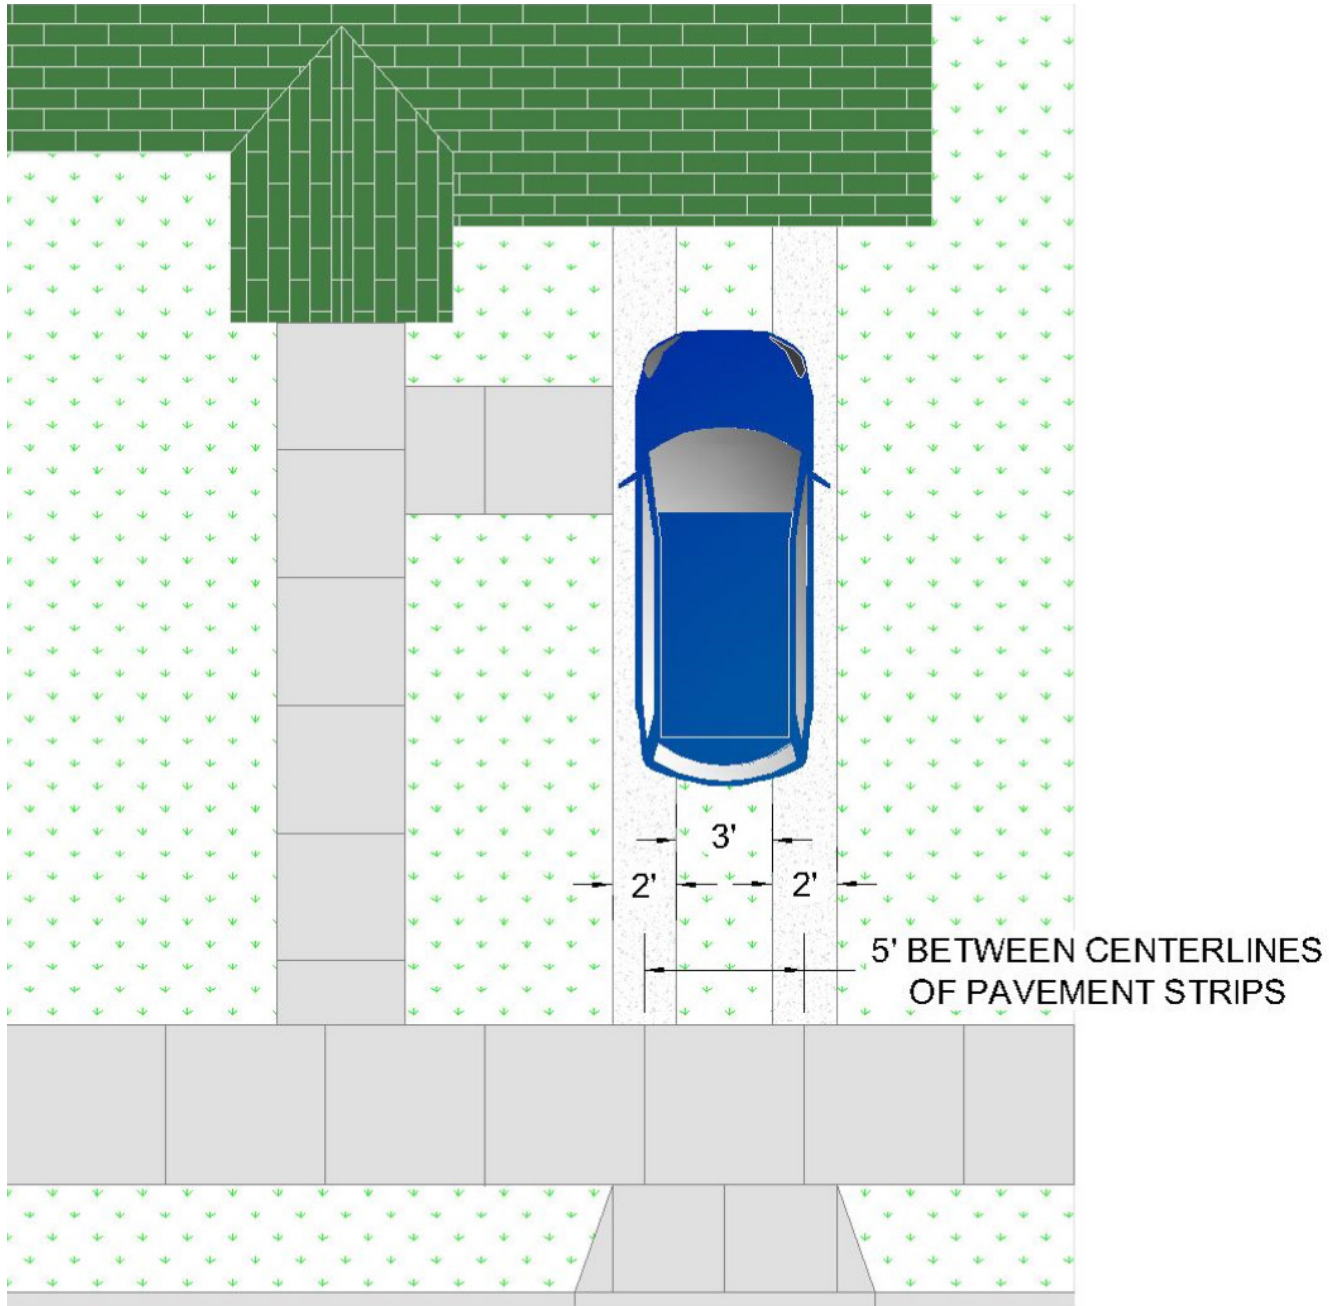 3'
2'
2'
5' BETWEEN CENTERLINES
OF PAVEMENT STRIPS